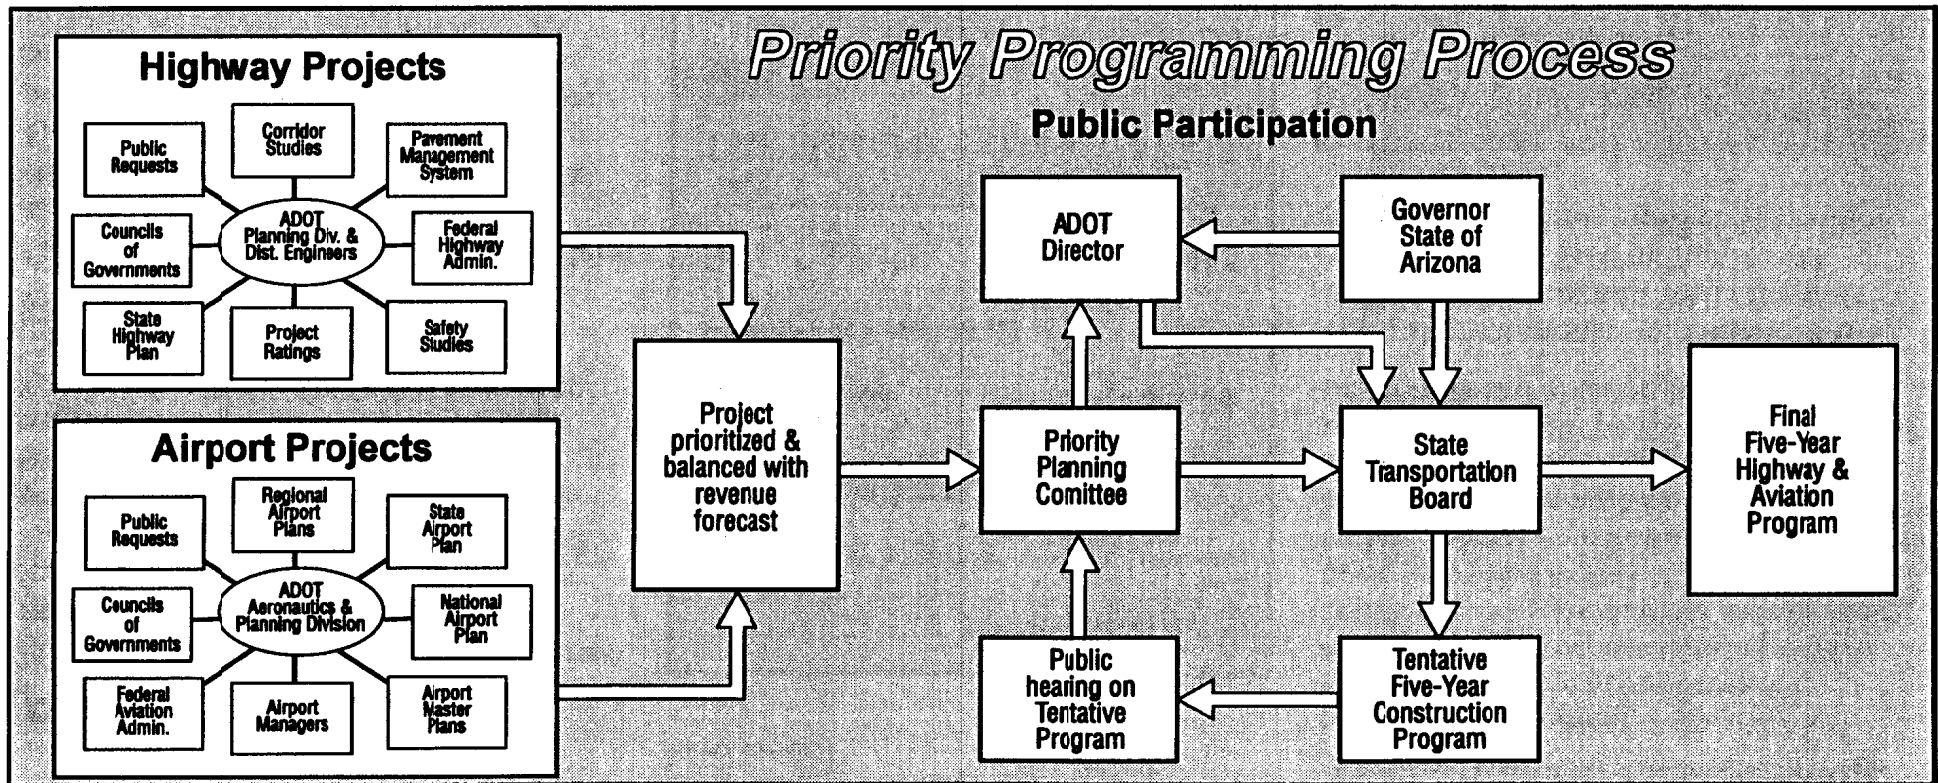 Priority Programming Process
Public Participation
Highway Projects
Public
Requests
Corridor
Studies
Pavement
Management
System
Councils
of
Governments
ADOT
Planning Div. &
Dist. Engineers
Federal
Highway
Admin.
State
Highway
Plan
Project
Ratings
Safety
Studies
Airport Projects
Public
Requests
Regional
Airport
Plans
State
Airport
Plan
Councils
of
Governments
ADOT
Aeronautics &
Planning Division
National
Airport
Plan
Federal
Aviation
Admin.
Airport
Managers
Airport
Master
Plans
Project
prioritized &
balanced with
revenue
forecast
ADOT
Director
Governor
State of
Arizona
Priority
Planning
Comittee
State
Transportation
Board
Final
Five-Year
Highway &
Aviation
Program
Public
hearing on
Tentative
Program
Tentative
Five-Year
Construction
Program